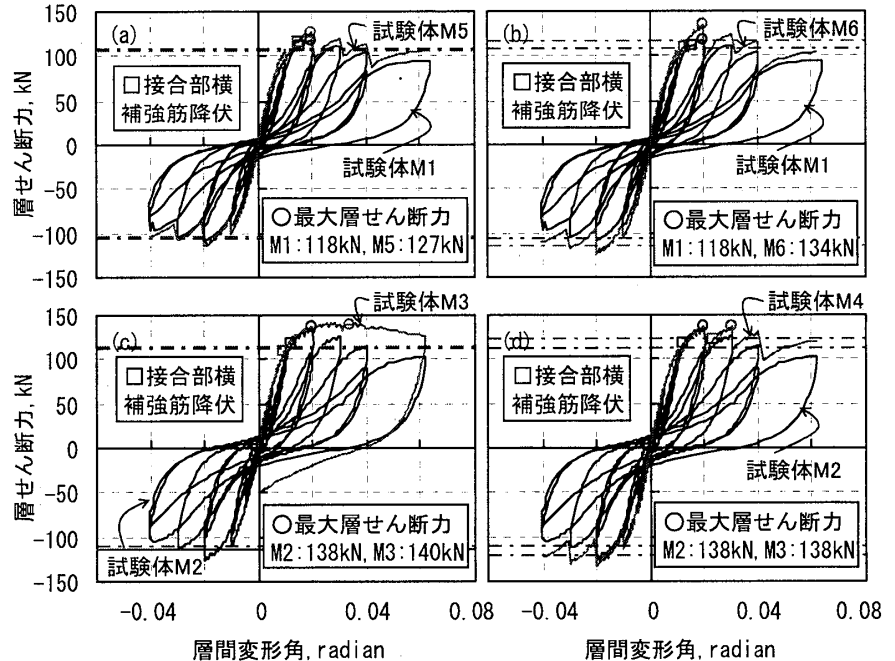 層せん断力, kN
150
100
50
0
-50
-100
-150
(a)
試験体M5
□接合部横
補強筋降伏
試験体M1
○最大層せん断力
M1:118kN, M5:127kN
(b)
試験体M6
□接合部横
補強筋降伏
試験体M1
○最大層せん断力
M1:118kN, M6:134kN
層せん断力, kN
150
100
50
0
-50
-100
-150
(c)
試験体M3
□接合部横
補強筋降伏
試験体M2
○最大層せん断力
M2:138kN, M3:140kN
(d)
試験体M4
□接合部横
補強筋降伏
試験体M2
○最大層せん断力
M2:138kN, M3:138kN
-0.04 0 0.04 0.08
-0.04 0 0.04 0.08
層間変形角, radian
層間変形角, radian